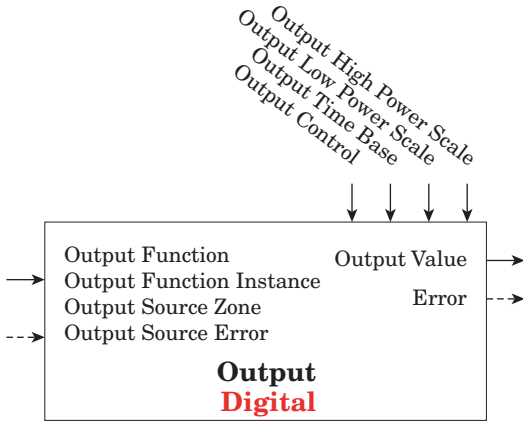 Output High Power Scale
Output Low Power Scale
Output Time Base
Output Control
Output Function
Output Function Instance
Output Source Zone
Output Source Error
Output Value
Error
Output
Digital